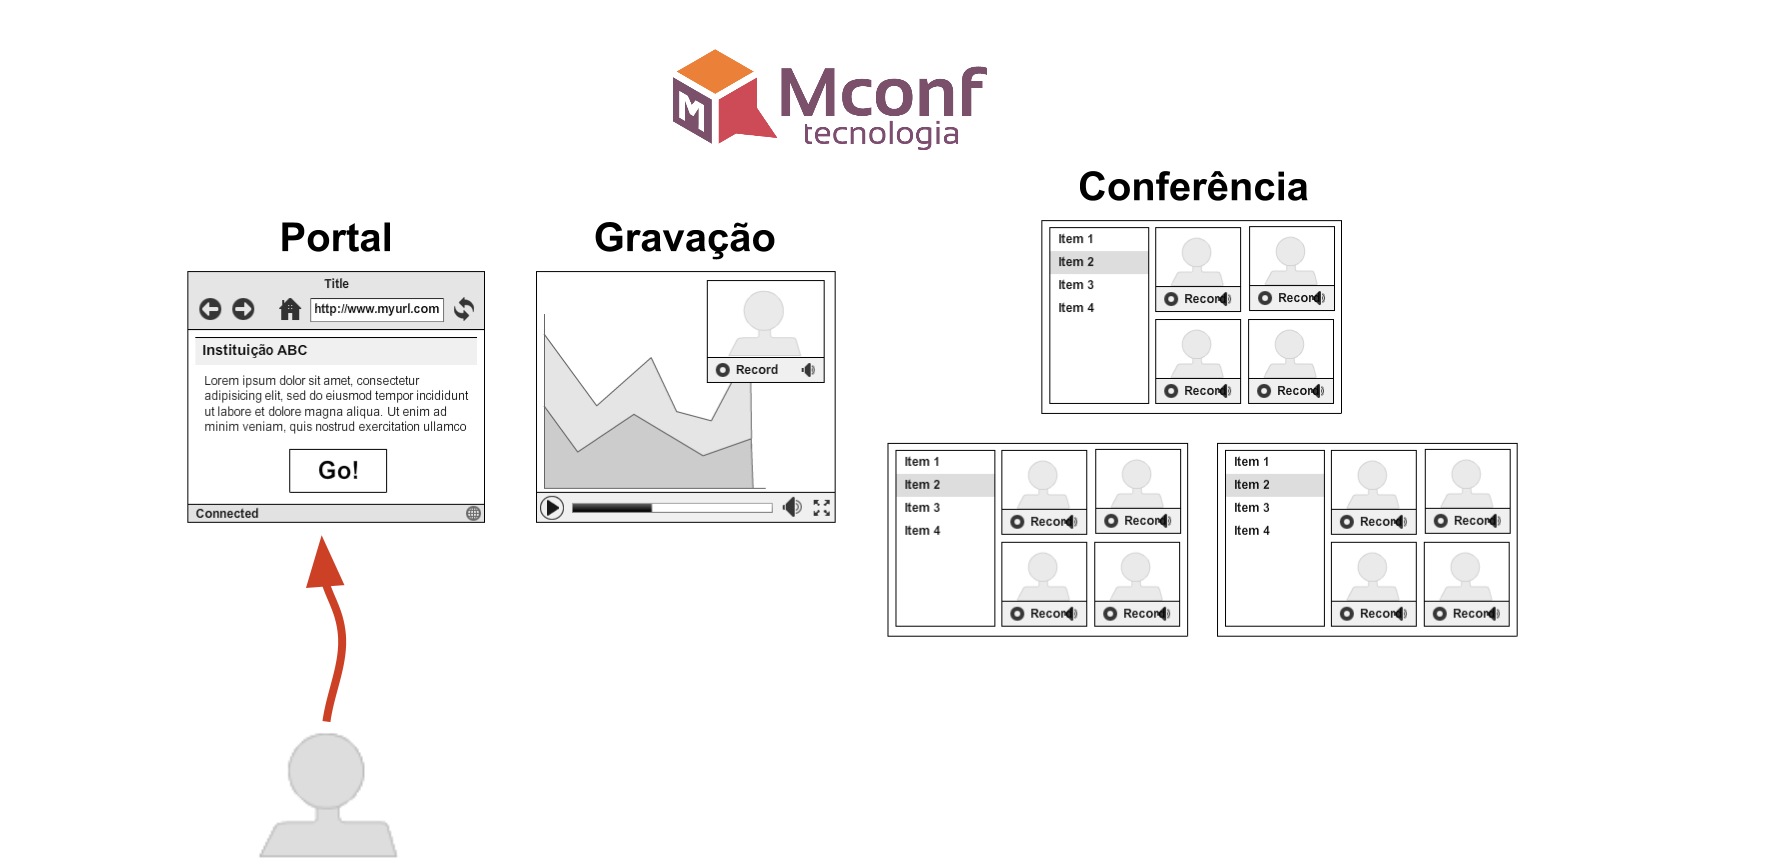 M
Mconf
tecnologia
Portal
Title
http://www.myurl.com
Instituição ABC
Lorem ipsum dolor sit amet, consectetur
adipisicing elit, sed do eiusmod tempor incididunt
ut labore et dolore magna aliqua. Ut enim ad
minim veniam, quis nostrud exercitation ullamco
Go!
Connected
Gravação
Record
Conferência
Item 1
Item 2
Item 3
Item 4
Record
Record
Record
Record
Item 1
Item 2
Item 3
Item 4
Record
Record
Record
Record
Item 1
Item 2
Item 3
Item 4
Record
Record
Record
Record